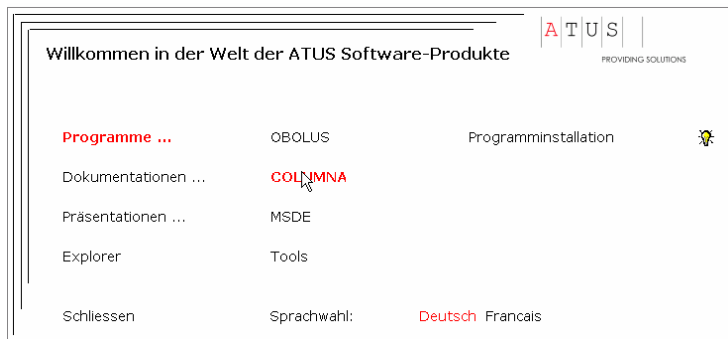 A T U S
PROVIDING SOLUTIONS
Willkommen in der Welt der ATUS Software-Produkte
Programme ... OBOLUS Programminstallation
Dokumentationen ... COLUMNA
Präsentationen ... MSDE
Explorer Tools
Schliessen Sprachwahl: Deutsch Francais